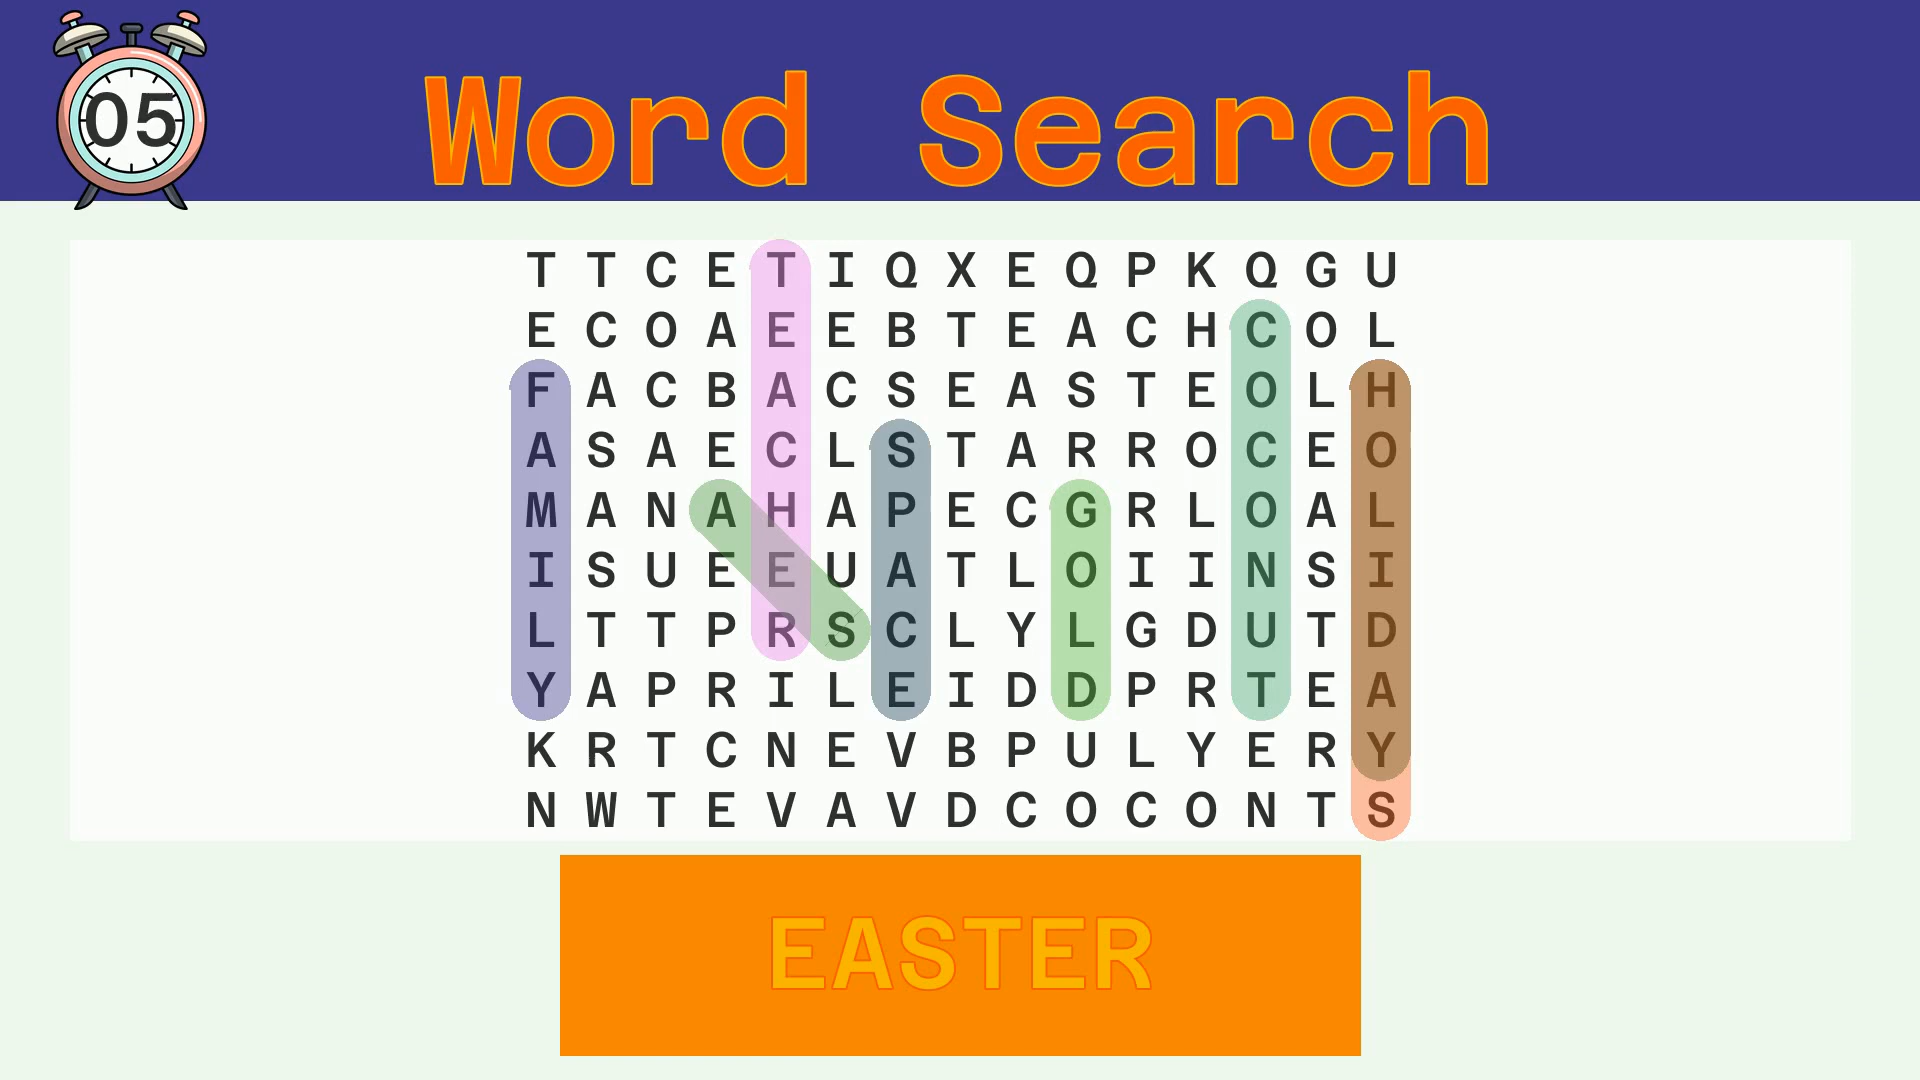 05
Word Search
T T C E T I Q X E Q P K Q G U
E C O A E E B T E A C H C O L
F A C B A C S E A S T E O L H
A S A E C L S T A R R O C E O
M A N A H A P E C G R L O A L
I S U E E U A T L O I I N S I
L T T P R S C L Y L G D U T D
Y A P R I L E I D D P R T E A
K R T C N E V B P U L Y E R Y
N W T E V A V D C O C O N T S
EASTER